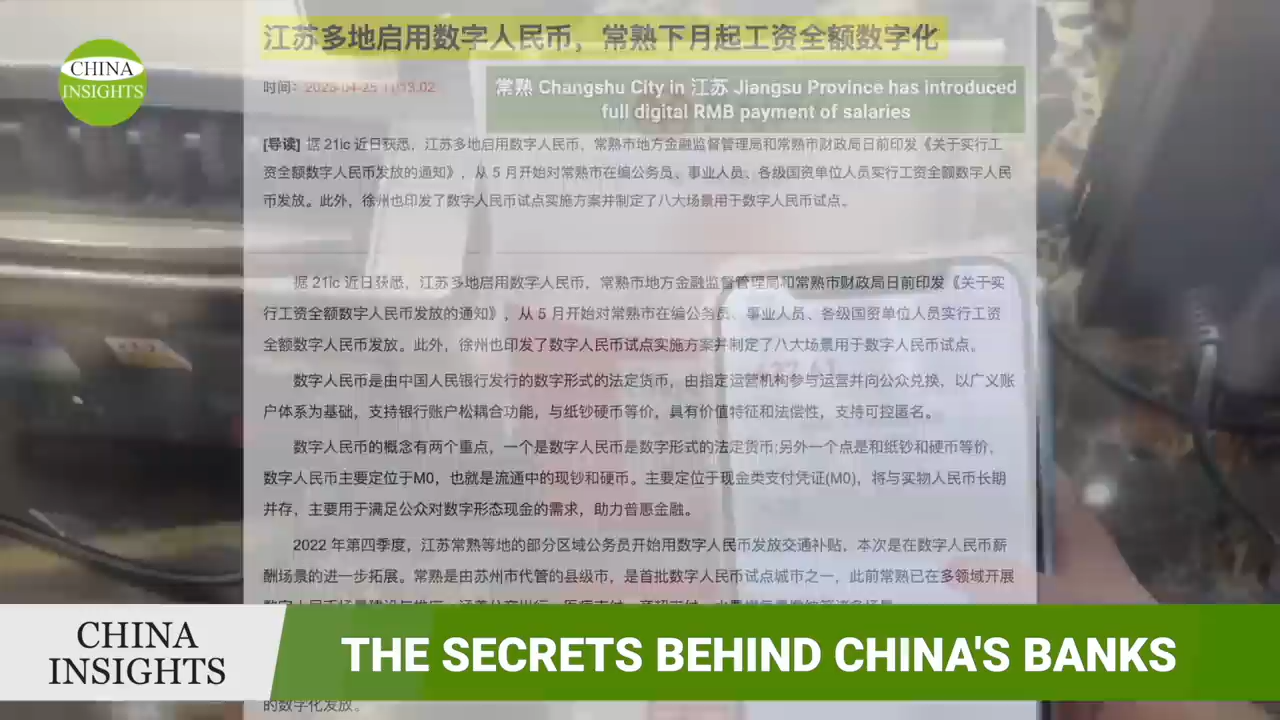 江苏多地启用数字人民币，常熟下月起工资全额数字化
CHINA
INSIGHTS
时间：2023-04-25 11:13:02
常熟 Changshu City in 江苏 Jiangsu Province has introduced
full digital RMB payment of salaries
[导读] 据 21ic 近日获悉，江苏多地启用数字人民币，常熟市地方金融监督管理局和常熟市财政局日前印发《关于实行工
资全额数字人民币发放的通知》，从 5 月开始对常熟市在编公务员、事业人员、各级国资单位人员实行工资全额数字人民
币发放。此外，徐州也印发了数字人民币试点实施方案并制定了八大场景用于数字人民币试点。
据 21ic 近日获悉，江苏多地启用数字人民币，常熟市地方金融监督管理局和常熟市财政局日前印发《关于实
行工资全额数字人民币发放的通知》，从 5 月开始对常熟市在编公务员、事业人员、各级国资单位人员实行工资
全额数字人民币发放。此外，徐州也印发了数字人民币试点实施方案并制定了八大场景用于数字人民币试点。
数字人民币是由中国人民银行发行的数字形式的法定货币，由指定运营机构参与运营并向公众兑换，以广义账
户体系为基础，支持银行账户松耦合功能，与纸钞硬币等价，具有价值特征和法偿性，支持可控匿名。
数字人民币的概念有两个重点，一个是数字人民币是数字形式的法定货币;另外一个点是和纸钞和硬币等价，
数字人民币主要定位于M0，也就是流通中的现钞和硬币。主要定位于现金类支付凭证(M0)，将与实物人民币长期
并存，主要用于满足公众对数字形态现金的需求，助力普惠金融。
2022 年第四季度，江苏常熟等地的部分区域公务员开始用数字人民币发放交通补贴，本次是在数字人民币薪
酬场景的进一步拓展。常熟是由苏州市代管的县级市，是首批数字人民币试点城市之一，此前常熟已在多领域开展
CHINA
INSIGHTS
THE SECRETS BEHIND CHINA'S BANKS
的数字化发放。